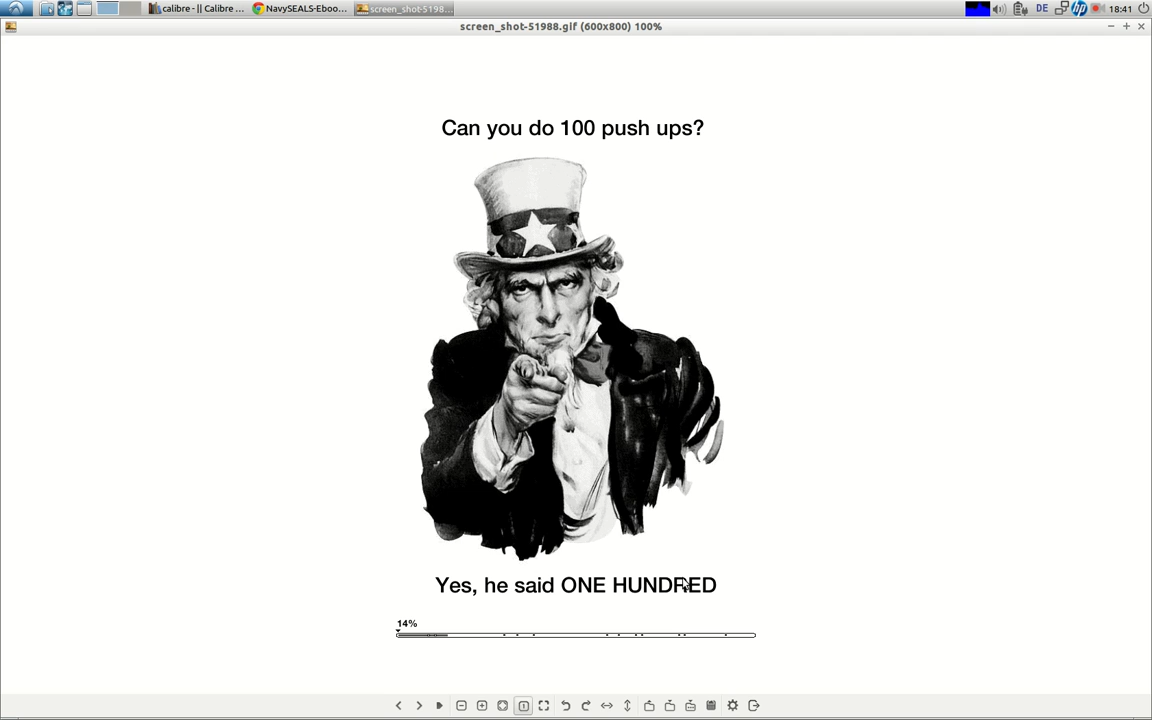 calibre - || Calibre ...
NavySEALS-Eboo...
screen_shot-5198...
DE
hp
18:41
screen_shot-51988.gif (600x800) 100%
Can you do 100 push ups?
Yes, he said ONE HUNDRED
14%